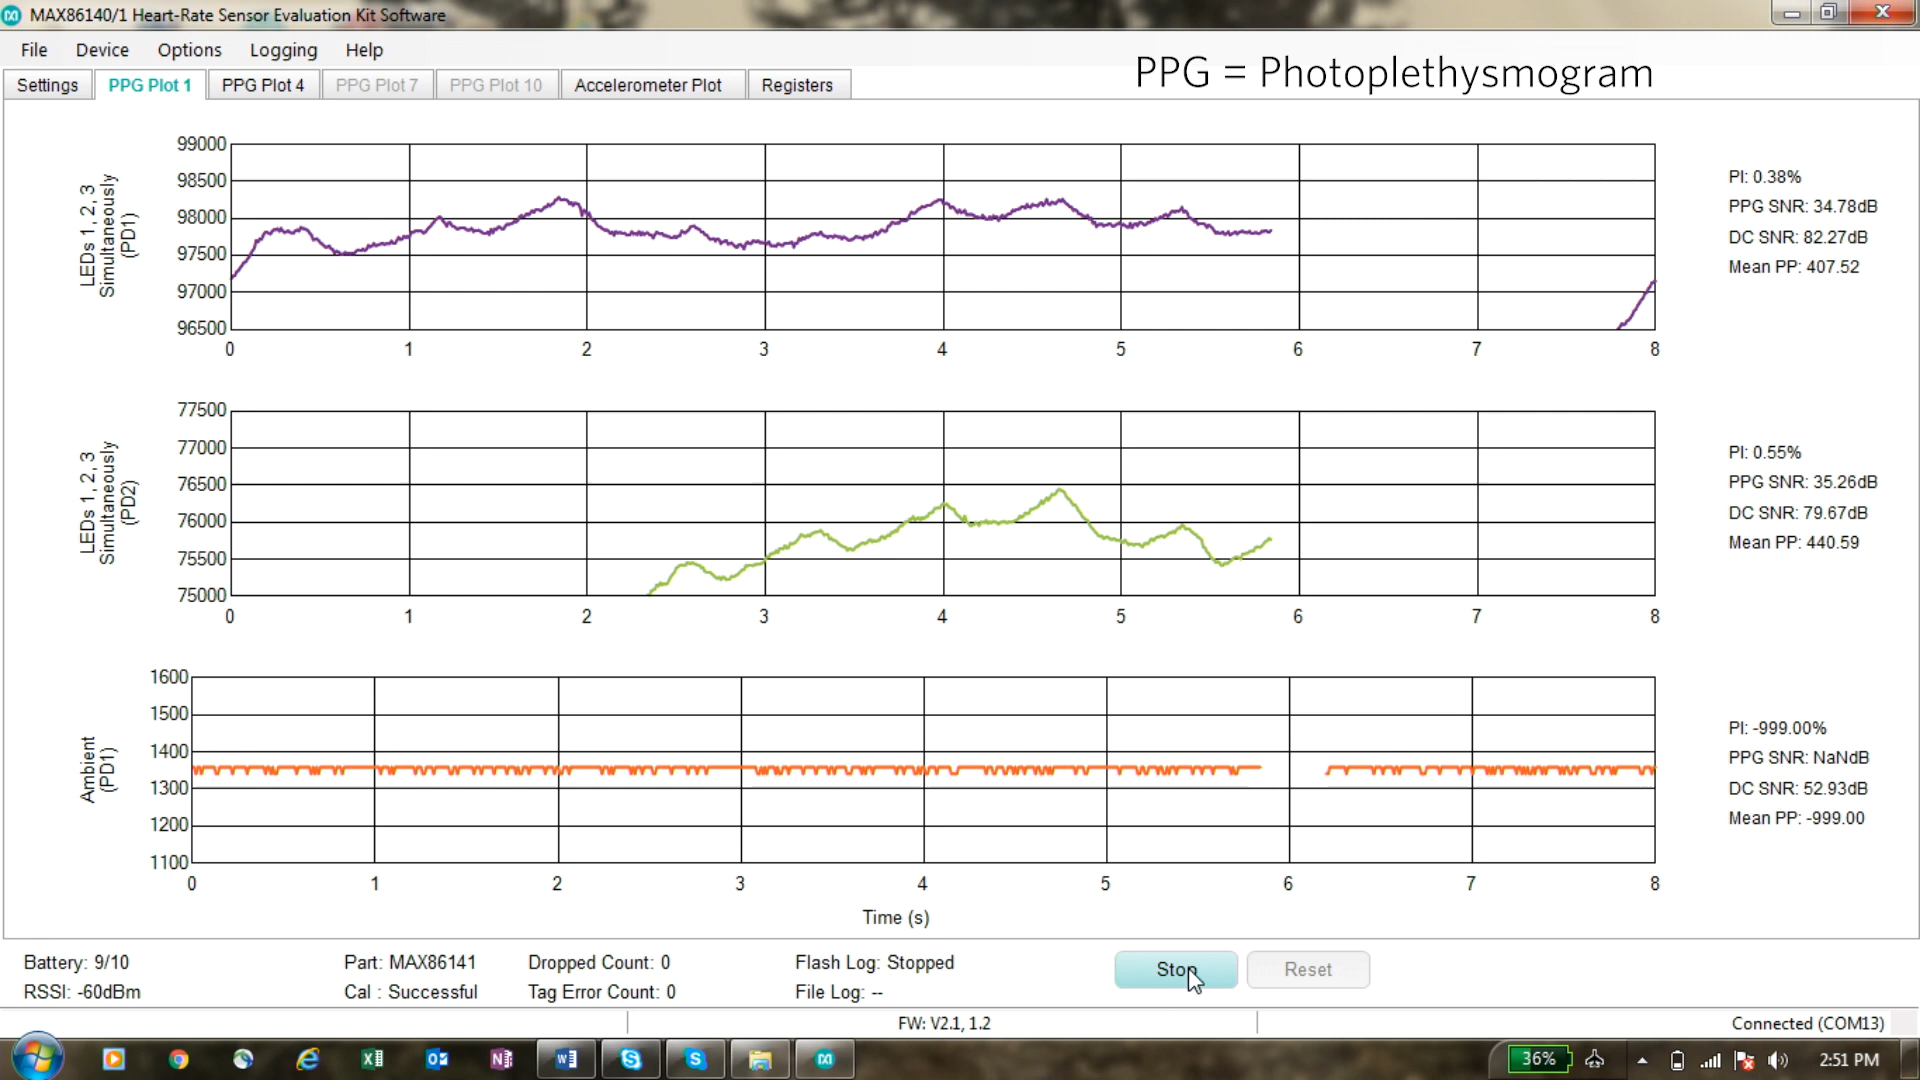 MAX86140/1 Heart-Rate Sensor Evaluation Kit Software
File Device Options Logging Help
PPG = Photoplethysmogram
Settings PPG Plot 1 PPG Plot 4 PPG Plot 7 PPG Plot 10 Accelerometer Plot Registers
LEDs 1, 2, 3
Simultaneously
(PD1)
99000
98500
98000
97500
97000
96500
0 1 2 3 4 5 6 7 8
PI: 0.38%
PPG SNR: 34.78dB
DC SNR: 82.27dB
Mean PP: 407.52
LEDs 1, 2, 3
Simultaneously
(PD2)
77500
77000
76500
76000
75500
75000
0 1 2 3 4 5 6 7 8
PI: 0.55%
PPG SNR: 35.26dB
DC SNR: 79.67dB
Mean PP: 440.59
Ambient
(PD1)
1600
1500
1400
1300
1200
1100
0 1 2 3 4 5 6 7 8
Time (s)
PI: -999.00%
PPG SNR: NaNdB
DC SNR: 52.93dB
Mean PP: -999.00
Battery: 9/10 Part: MAX86141 Dropped Count: 0 Flash Log: Stopped
RSSI: -60dBm Cal : Successful Tag Error Count: 0 File Log: --
Stop Reset
FW: V2.1, 1.2 Connected (COM13)
36% 2:51 PM